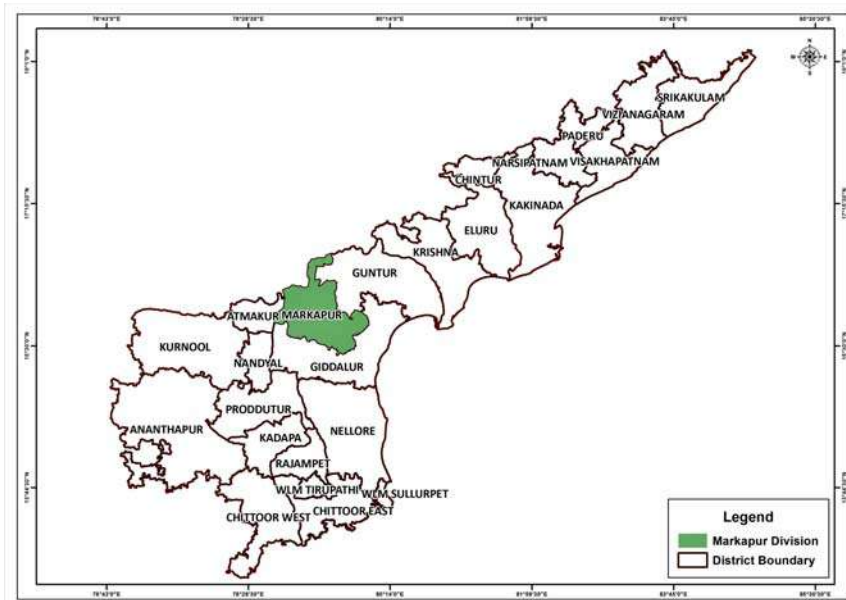 N
SRIKAKULAM
VIZIANAGARAM
PADERU
NARSIPATNAM
VISAKHAPATNAM
CHINTUR
KAKINADA
ELURU
KRISHNA
GUNTUR
ATMAKUR
MARKAPUR
KURNOOL
NANDYAL
GIDDALUR
PRODDUTUR
ANANTHAPUR
NELLORE
KADAPA
RAJAMPET
WLM TIRUPATHI
WLM SULLURPET
CHITTOOR WEST
CHITTOOR EAST
Legend
Markapur Division
District Boundary